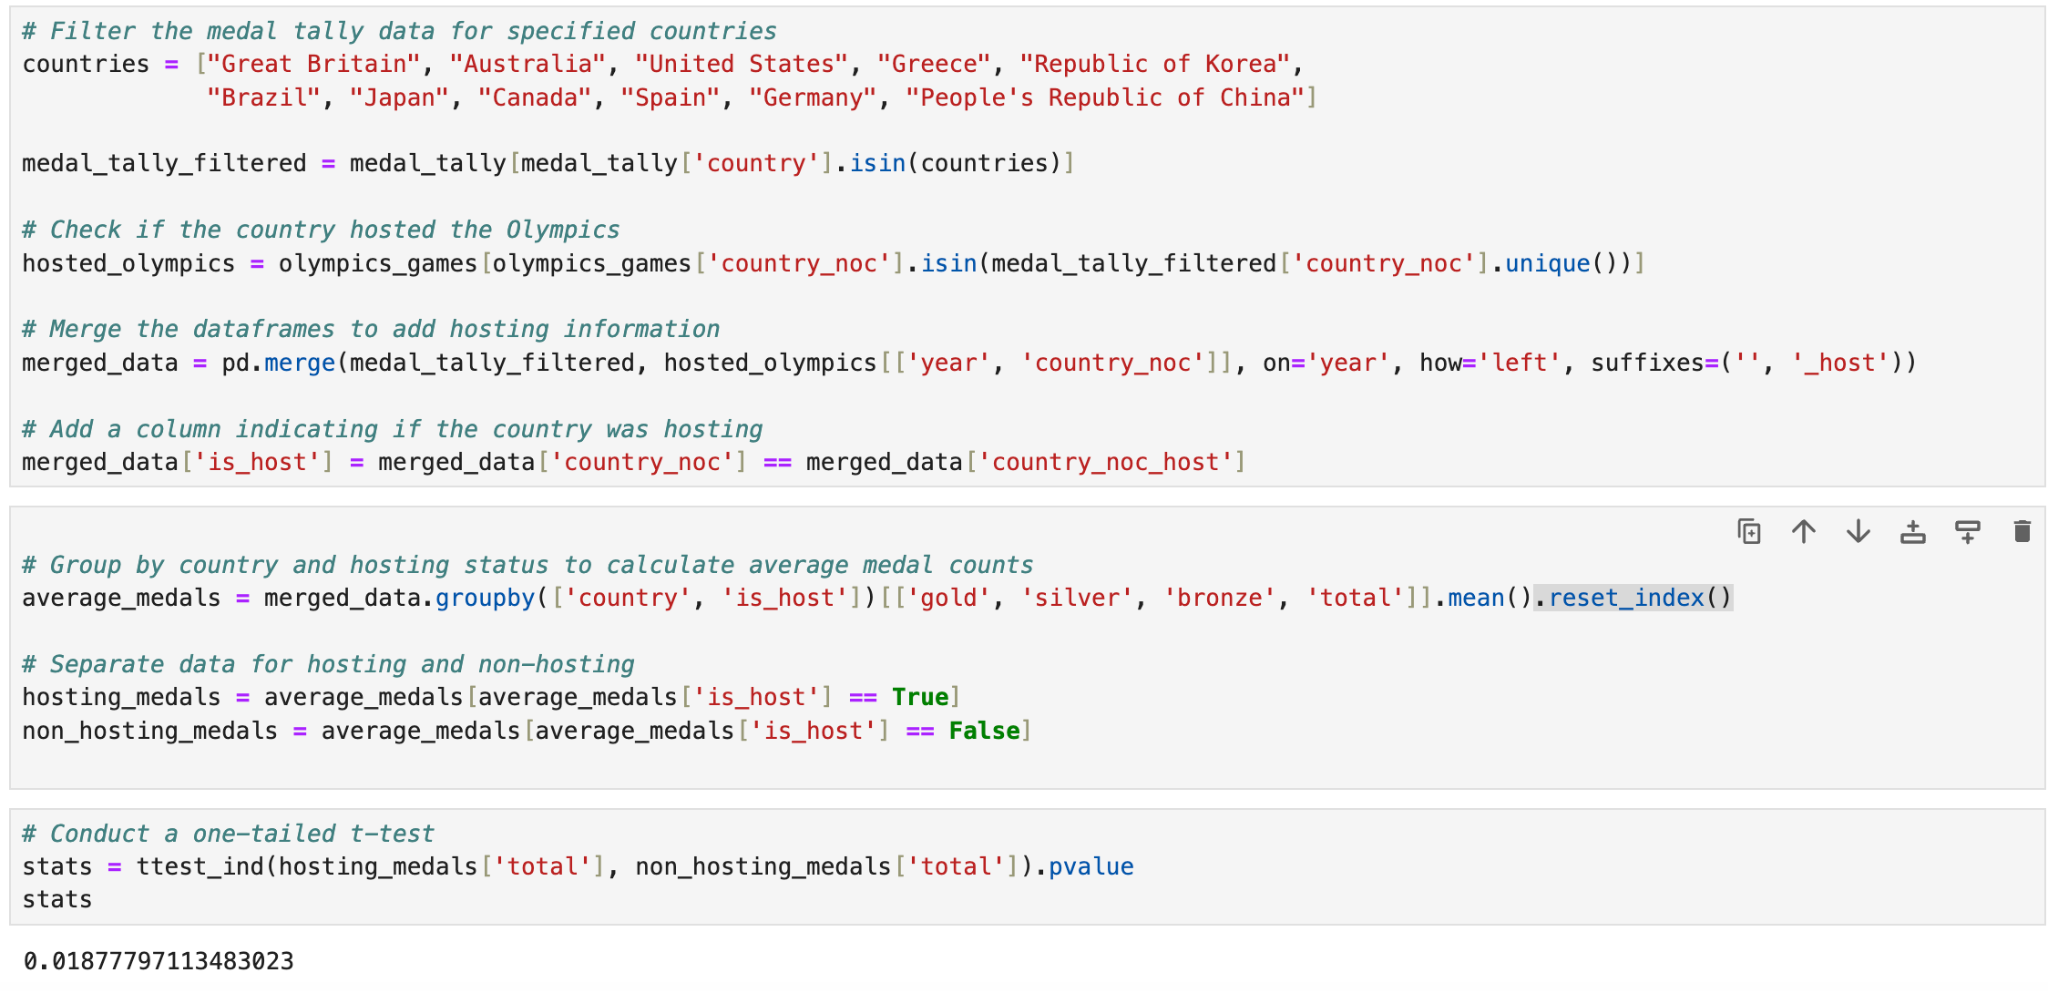 # Filter the medal tally data for specified countries
countries = ["Great Britain", "Australia", "United States", "Greece", "Republic of Korea",
"Brazil", "Japan", "Canada", "Spain", "Germany", "People's Republic of China"]
medal_tally_filtered = medal_tally[medal_tally['country'].isin(countries)]
# Check if the country hosted the Olympics
hosted_olympics = olympics_games[olympics_games['country_noc'].isin(medal_tally_filtered['country_noc'].unique())]
# Merge the dataframes to add hosting information
merged_data = pd.merge(medal_tally_filtered, hosted_olympics[['year', 'country_noc']], on='year', how='left', suffixes=('', '_host'))
# Add a column indicating if the country was hosting
merged_data['is_host'] = merged_data['country_noc'] == merged_data['country_noc_host']
# Group by country and hosting status to calculate average medal counts
average_medals = merged_data.groupby(['country', 'is_host'])[['gold', 'silver', 'bronze', 'total']].mean().reset_index()
# Separate data for hosting and non-hosting
hosting_medals = average_medals[average_medals['is_host'] == True]
non_hosting_medals = average_medals[average_medals['is_host'] == False]
# Conduct a one-tailed t-test
stats = ttest_ind(hosting_medals['total'], non_hosting_medals['total']).pvalue
stats
0.01877797113483023